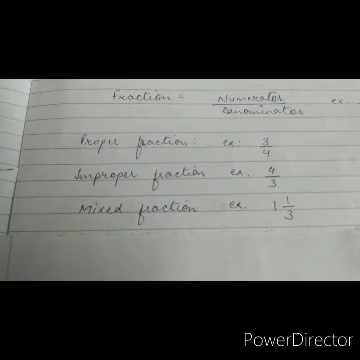 Fraction = Numerator/Denominator ex.
Proper fraction: ex: 3/4
Improper fraction ex. 4/3
Mixed fraction ex. 1 1/3
PowerDirector